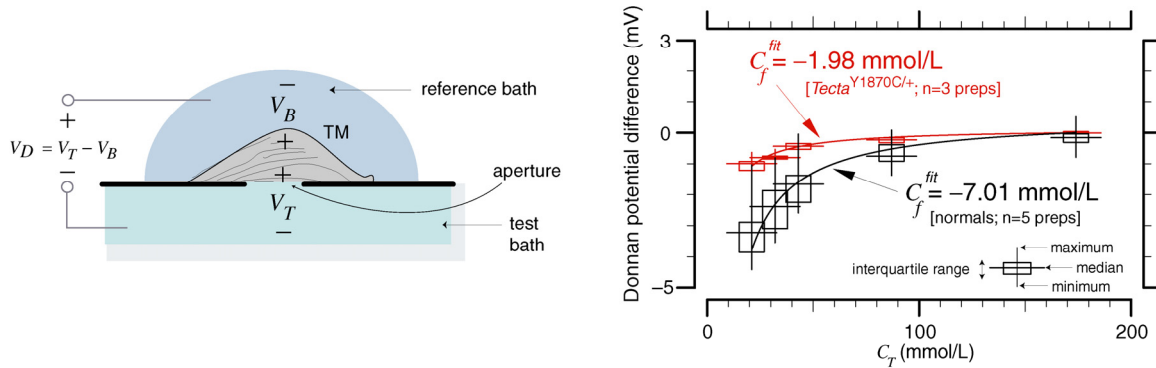 reference bath
−
V_B
TM
+
+
V_D = V_T − V_B
−
+
+
aperture
V_T
−
test
bath
Donnan potential difference (mV)
3
0
−5
C_f^fit = −1.98 mmol/L
[Tecta^Y1870C/+; n=3 preps]
C_f^fit = −7.01 mmol/L
[normals; n=5 preps]
maximum
interquartile range
median
minimum
0
100
200
C_T (mmol/L)